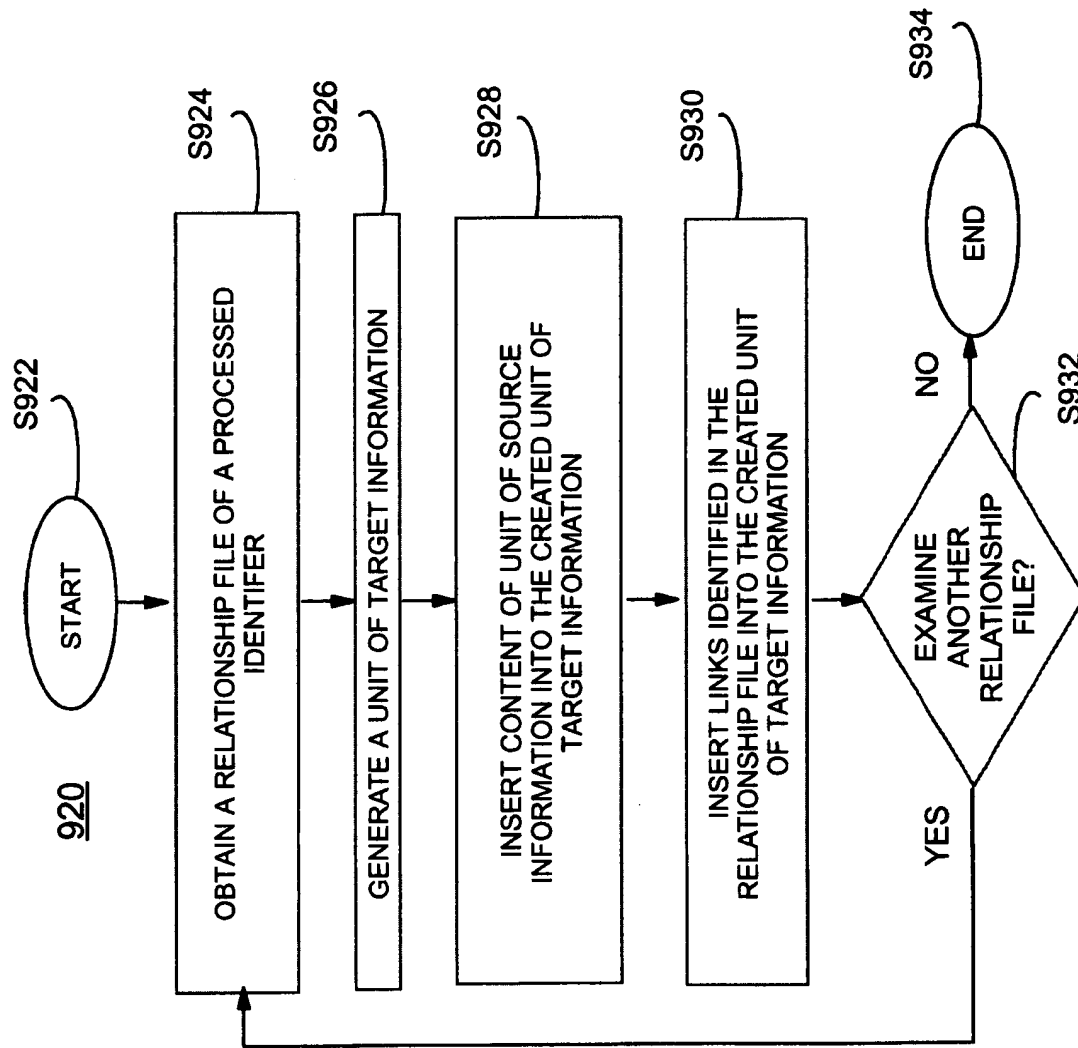 920
START
S922
OBTAIN A RELATIONSHIP FILE OF A PROCESSED
IDENTIFER
S924
GENERATE A UNIT OF TARGET INFORMATION
S926
INSERT CONTENT OF UNIT OF SOURCE
INFORMATION INTO THE CREATED UNIT OF
TARGET INFORMATION
S928
INSERT LINKS IDENTIFIED IN THE
RELATIONSHIP FILE INTO THE CREATED UNIT
OF TARGET INFORMATION
S930
EXAMINE
ANOTHER
RELATIONSHIP
FILE?
S932
YES
NO
END
S934